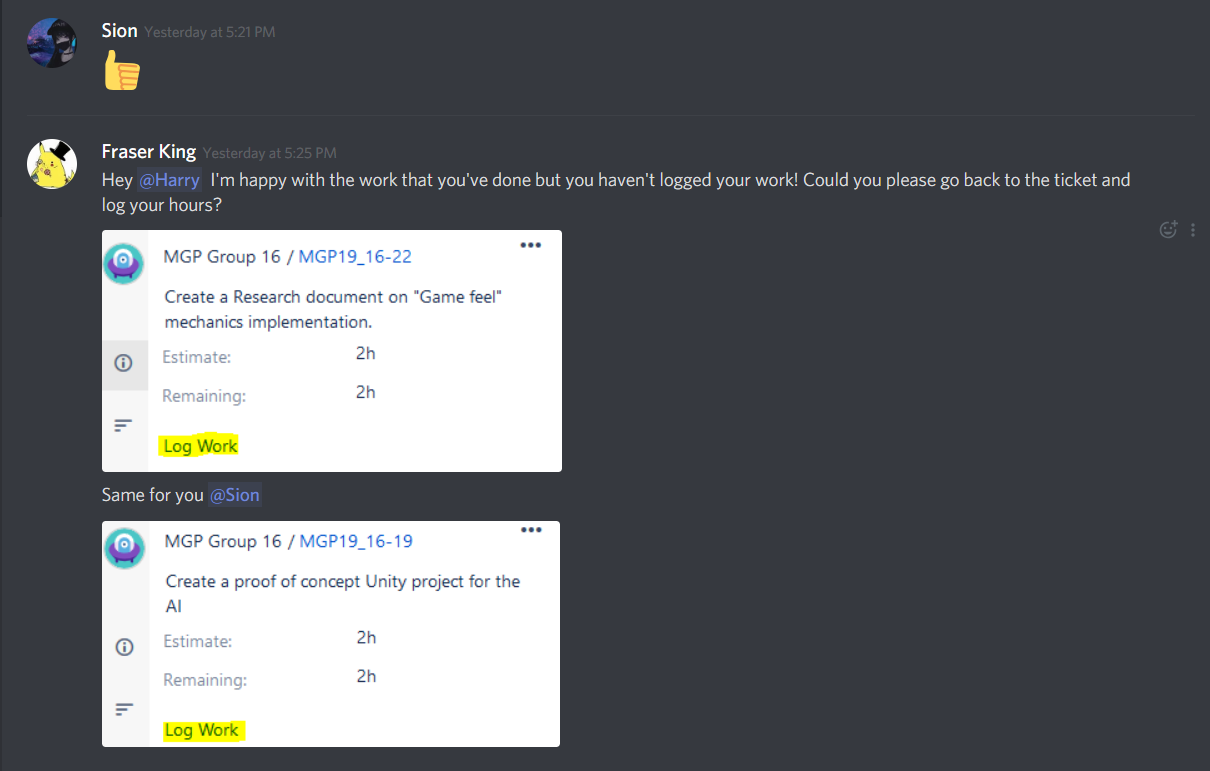 Sion Yesterday at 5:21 PM
Fraser King Yesterday at 5:25 PM
Hey @Harry I'm happy with the work that you've done but you haven't logged your work! Could you please go back to the ticket and
log your hours?
MGP Group 16 / MGP19_16-22
Create a Research document on "Game feel"
mechanics implementation.
Estimate: 2h
Remaining: 2h
Log Work
Same for you @Sion
MGP Group 16 / MGP19_16-19
Create a proof of concept Unity project for the
AI
Estimate: 2h
Remaining: 2h
Log Work